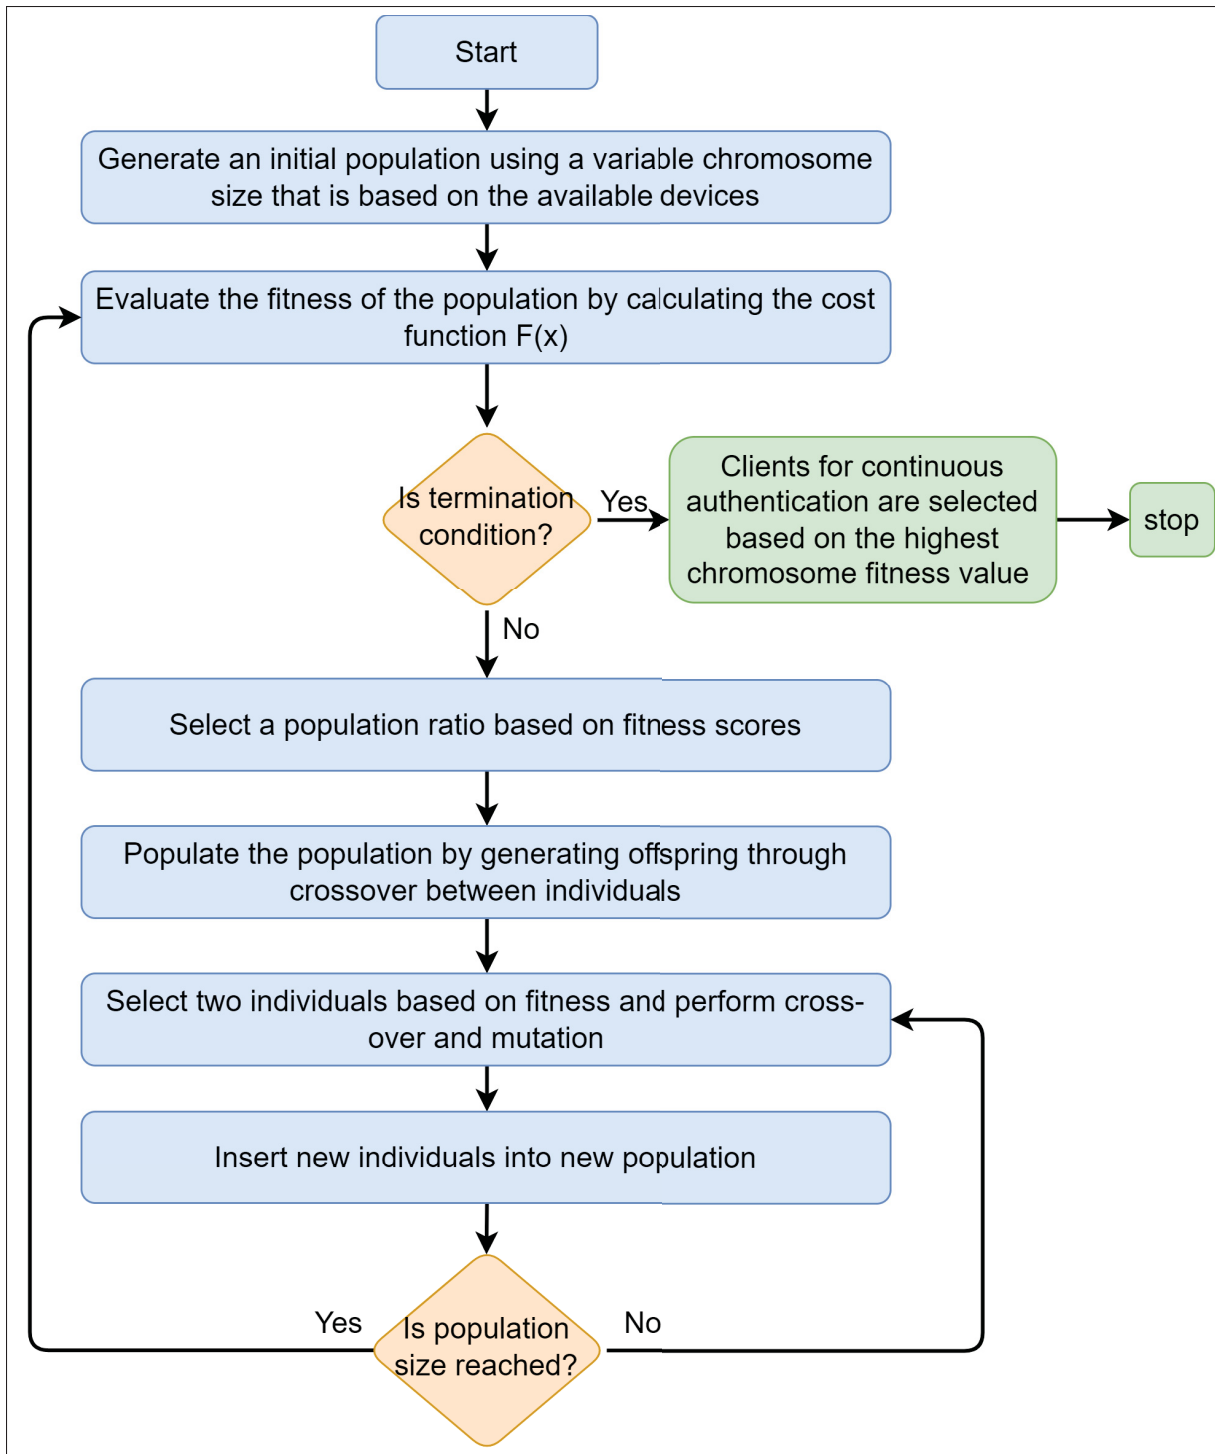 Start
Generate an initial population using a variable chromosome
size that is based on the available devices
Evaluate the fitness of the population by calculating the cost
function F(x)
Is termination
condition?
Yes
Clients for continuous
authentication are selected
based on the highest
chromosome fitness value
stop
No
Select a population ratio based on fitness scores
Populate the population by generating offspring through
crossover between individuals
Select two individuals based on fitness and perform cross-
over and mutation
Insert new individuals into new population
Is population
size reached?
Yes
No